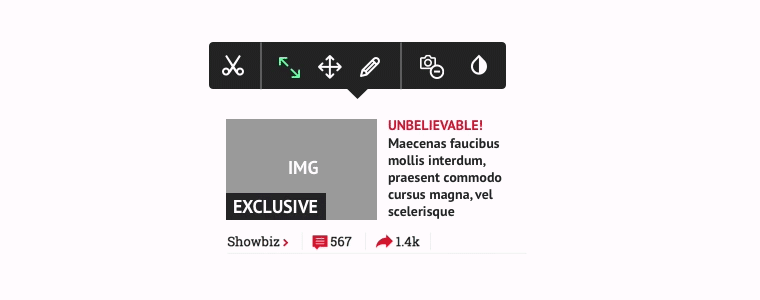 IMG
EXCLUSIVE
UNBELIEVABLE!
Maecenas faucibus
mollis interdum,
praesent commodo
cursus magna, vel
scelerisque
Showbiz
567
1.4k